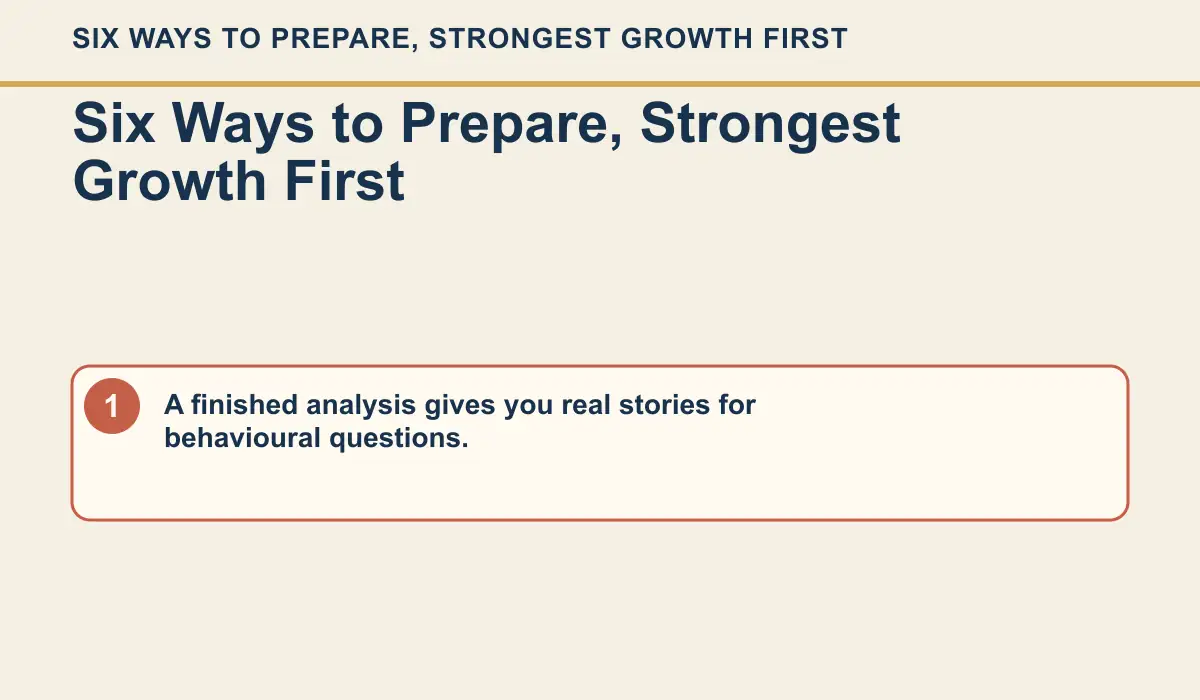 SIX WAYS TO PREPARE, STRONGEST GROWTH FIRST
Six Ways to Prepare, Strongest
Growth First
1
A finished analysis gives you real stories for
behavioural questions.